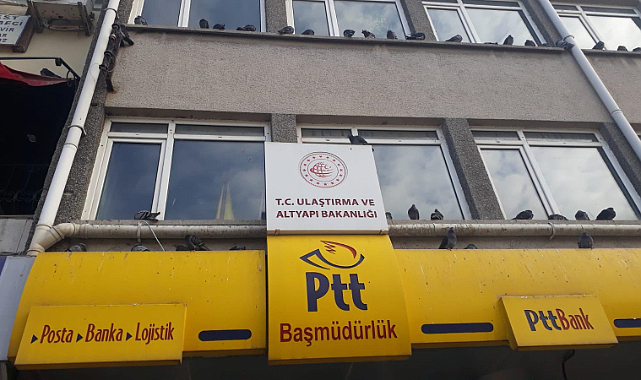 T.C. ULAŞTIRMA VE
ALTYAPI BAKANLIĞI
Ptt
Başmüdürlük
Posta Banka Lojistik
PttBank